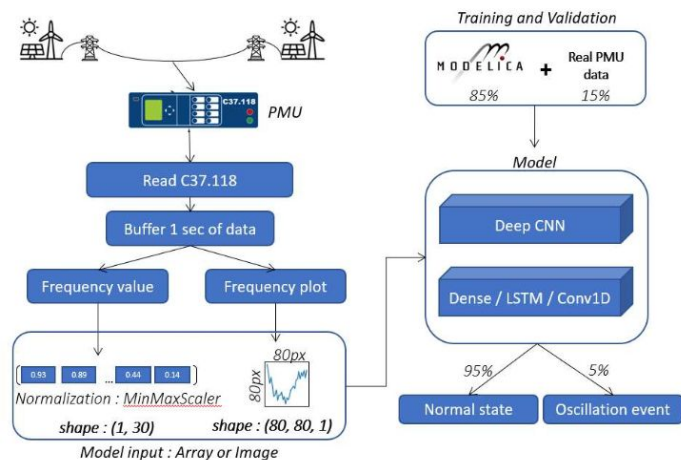 C37.118
PMU
Read C37.118
Buffer 1 sec of data
Frequency value
Frequency plot
0.93 0.89 ... 0.44 0.14
Normalization : MinMaxScaler
shape : (1, 30)
80px
80px
shape : (80, 80, 1)
Model input : Array or Image
Training and Validation
MODELICA
85%
+
Real PMU
data
15%
Model
Deep CNN
Dense / LSTM / Conv1D
95%
5%
Normal state
Oscillation event